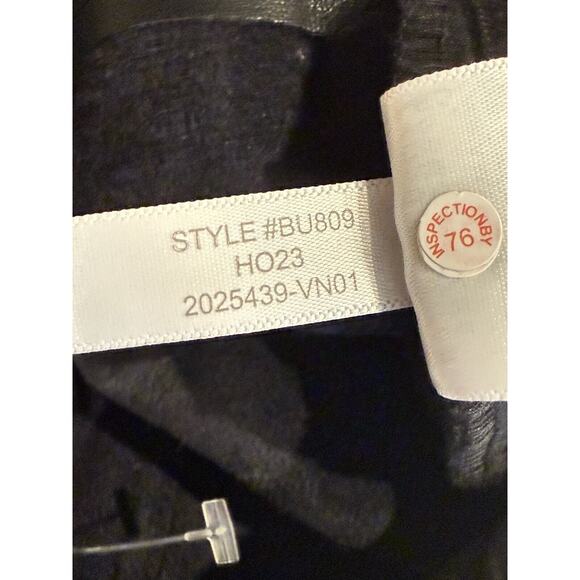 STYLE #BU809
HO23
2025439-VN01
INSPECTIONBY
76